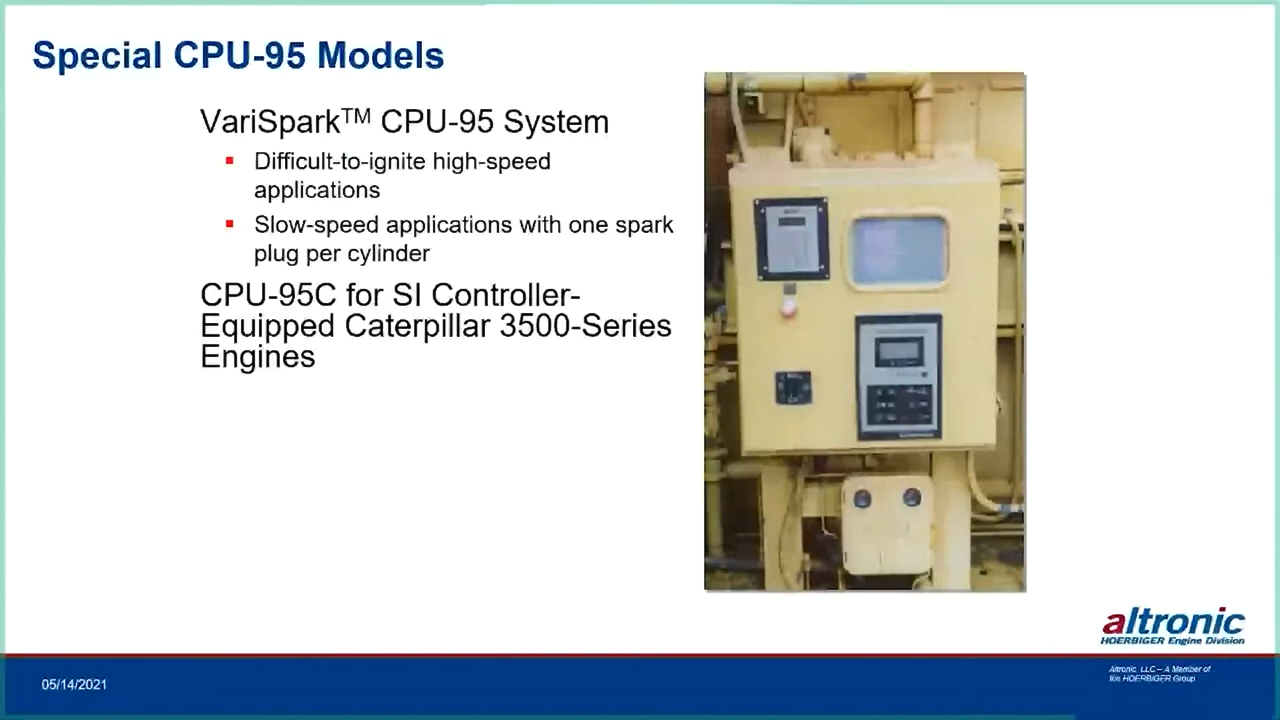 Special CPU-95 Models
VariSpark™ CPU-95 System
Difficult-to-ignite high-speed
applications
Slow-speed applications with one spark
plug per cylinder
CPU-95C for SI Controller-
Equipped Caterpillar 3500-Series
Engines
altronic
HOERBIGER Engine Division
Altronic, LLC – A Member of
the HOERBIGER Group
05/14/2021